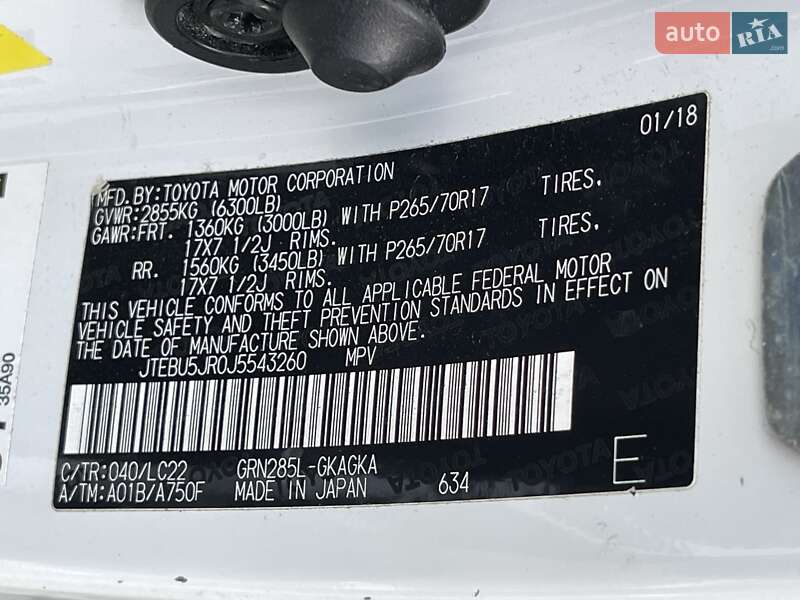 auto RIA
.com
01/18
MFD. BY:TOYOTA MOTOR CORPORATION
GVWR:2855KG (6300LB)
GAWR:FRT. 1360KG (3000LB) WITH P265/70R17 TIRES,
17X7 1/2J RIMS.
RR. 1560KG (3450LB) WITH P265/70R17 TIRES,
17X7 1/2J RIMS.
THIS VEHICLE CONFORMS TO ALL APPLICABLE FEDERAL MOTOR
VEHICLE SAFETY AND THEFT PREVENTION STANDARDS IN EFFECT ON
THE DATE OF MANUFACTURE SHOWN ABOVE.
JTEBU5JR0J5543260 MPV
C/TR:040/LC22 GRN285L-GKAGKA
A/TM:A01B/A750F MADE IN JAPAN 634
E
35A90